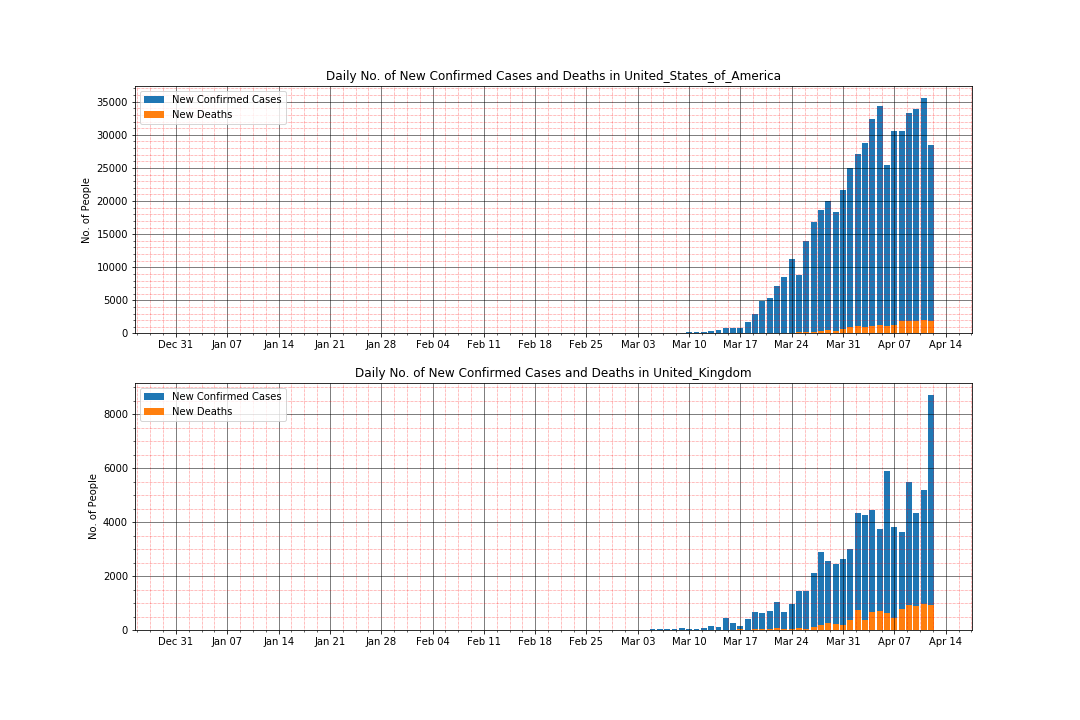 Daily No. of New Confirmed Cases and Deaths in United_States_of_America
New Confirmed Cases
New Deaths
No. of People
35000
30000
25000
20000
15000
10000
5000
0
Dec 31 Jan 07 Jan 14 Jan 21 Jan 28 Feb 04 Feb 11 Feb 18 Feb 25 Mar 03 Mar 10 Mar 17 Mar 24 Mar 31 Apr 07 Apr 14
Daily No. of New Confirmed Cases and Deaths in United_Kingdom
New Confirmed Cases
New Deaths
No. of People
8000
6000
4000
2000
0
Dec 31 Jan 07 Jan 14 Jan 21 Jan 28 Feb 04 Feb 11 Feb 18 Feb 25 Mar 03 Mar 10 Mar 17 Mar 24 Mar 31 Apr 07 Apr 14